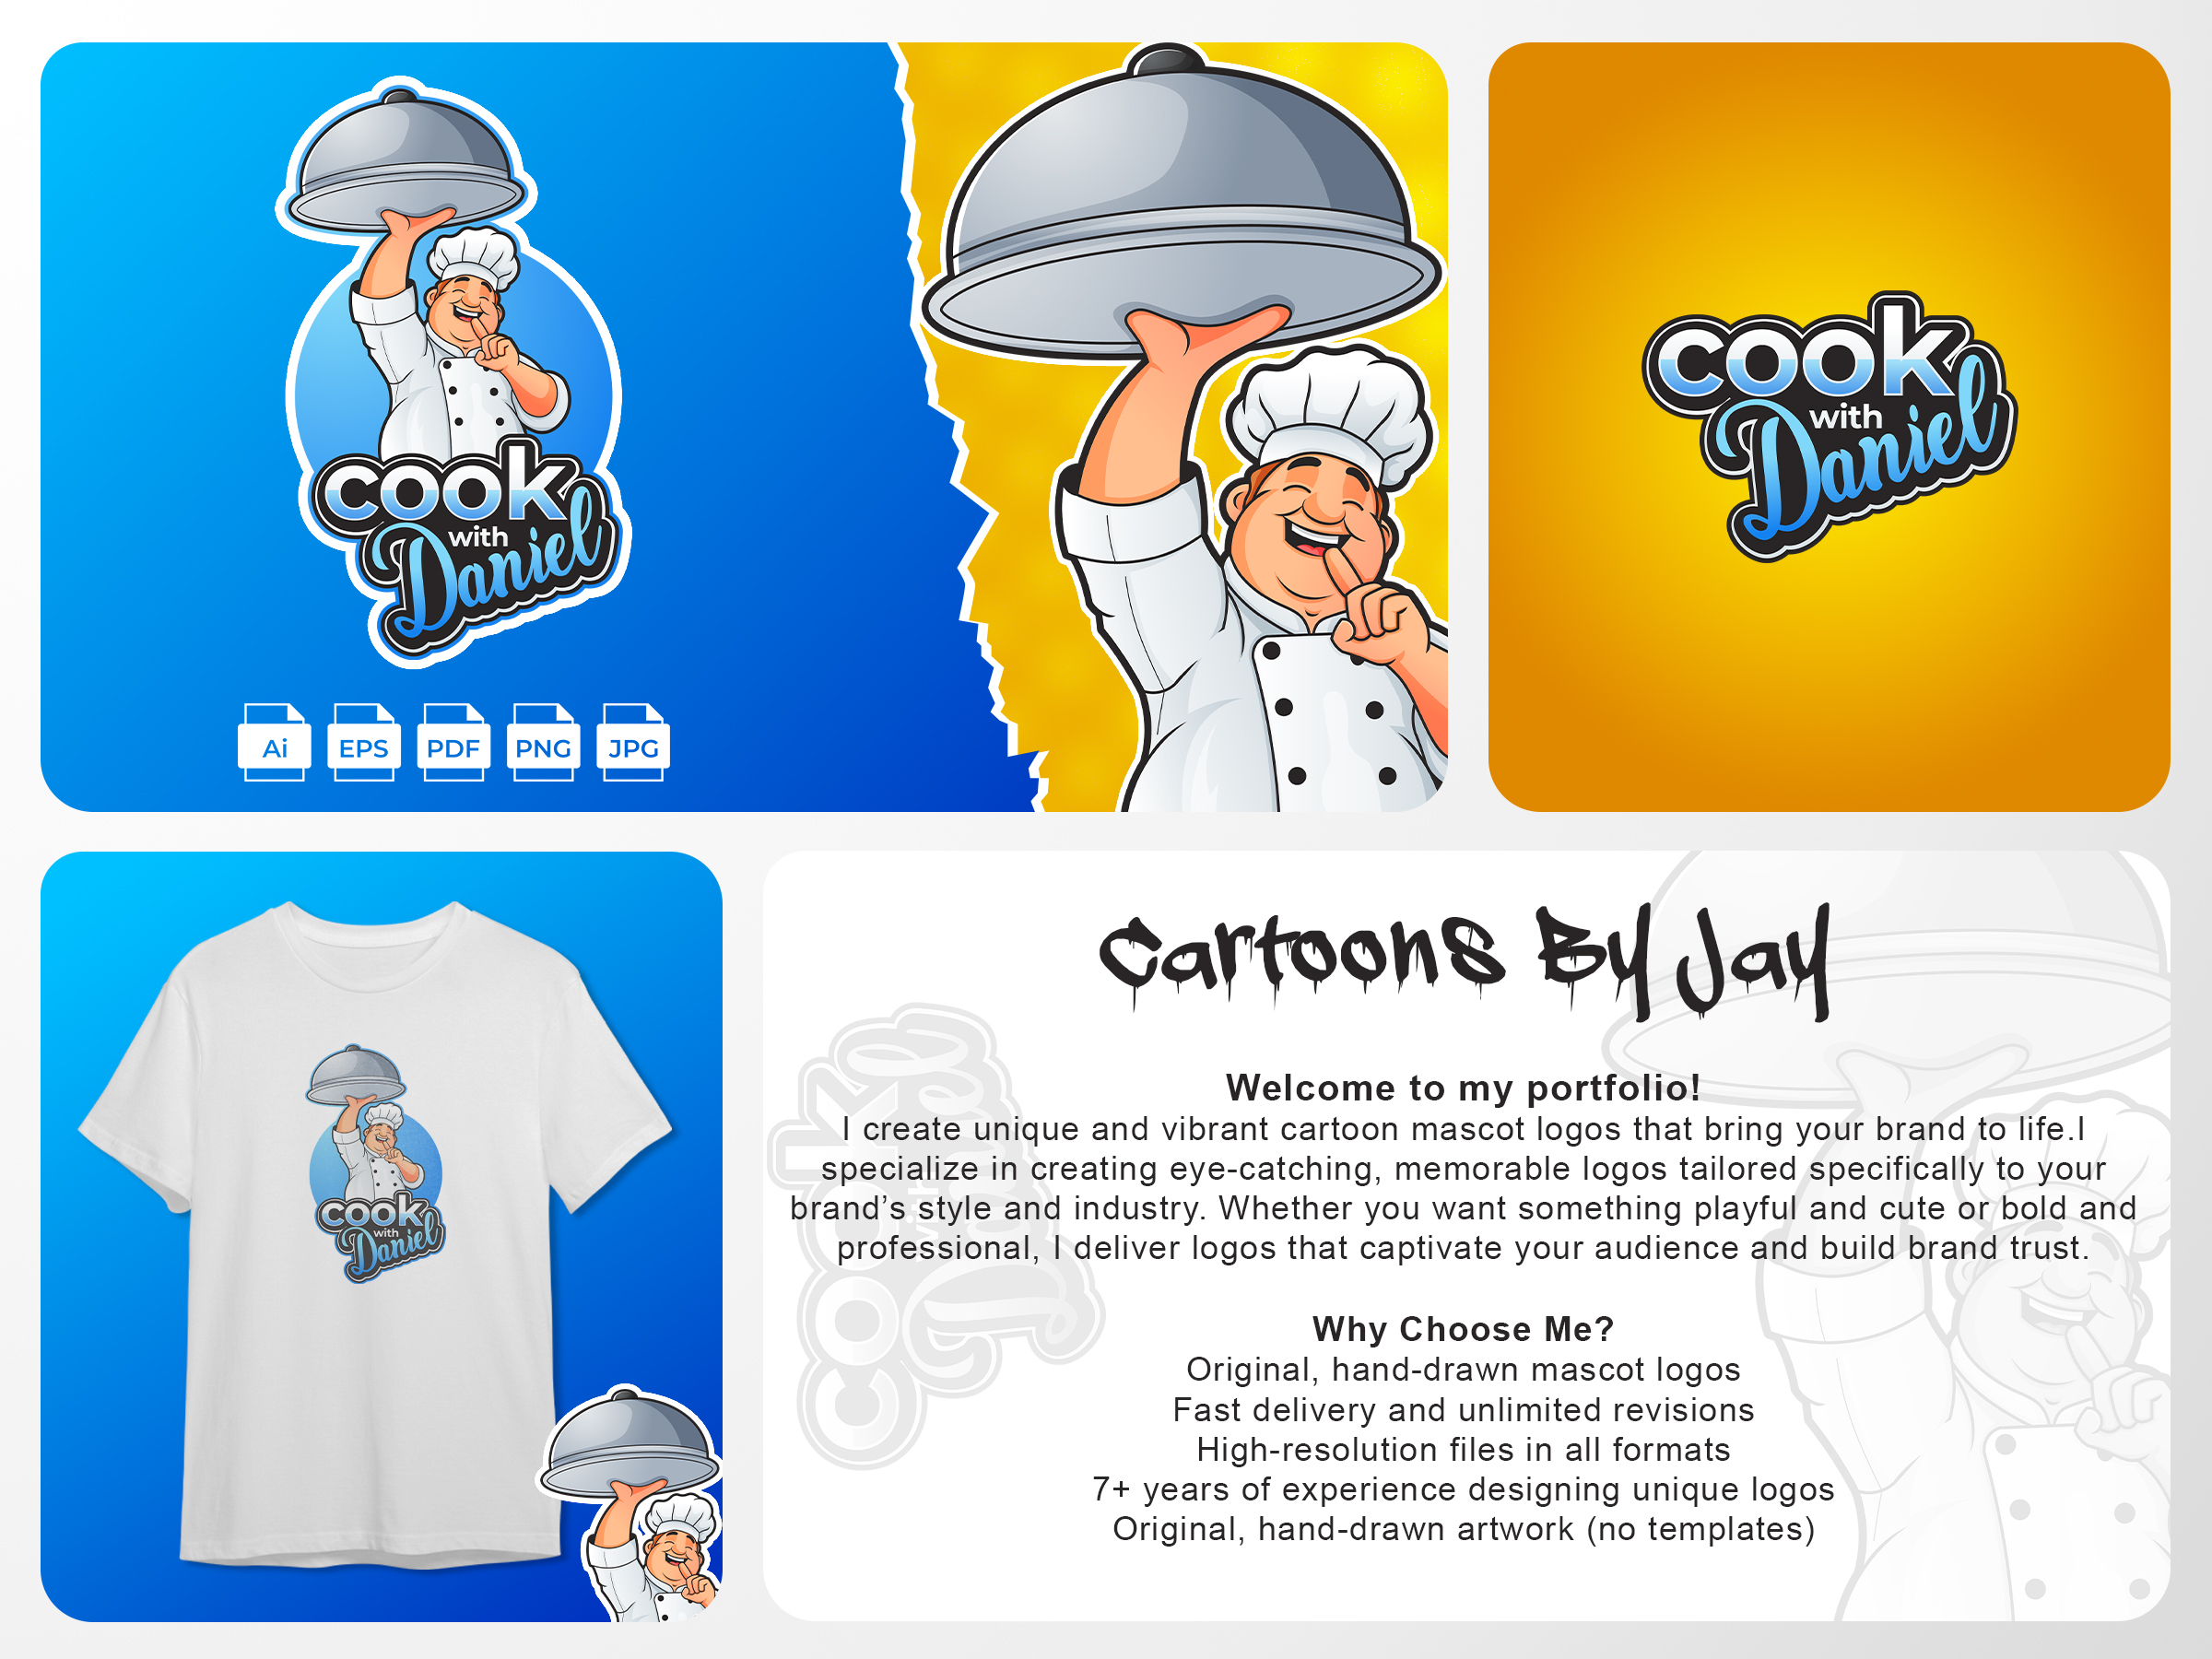 cook
with
Daniel
Ai EPS PDF PNG JPG
cook
with
Daniel
cook
with
Daniel
Cartoons By Jay
Welcome to my portfolio!
I create unique and vibrant cartoon mascot logos that bring your brand to life.I
specialize in creating eye-catching, memorable logos tailored specifically to your
brand’s style and industry. Whether you want something playful and cute or bold and
professional, I deliver logos that captivate your audience and build brand trust.
Why Choose Me?
Original, hand-drawn mascot logos
Fast delivery and unlimited revisions
High-resolution files in all formats
7+ years of experience designing unique logos
Original, hand-drawn artwork (no templates)
cook
with
Daniel